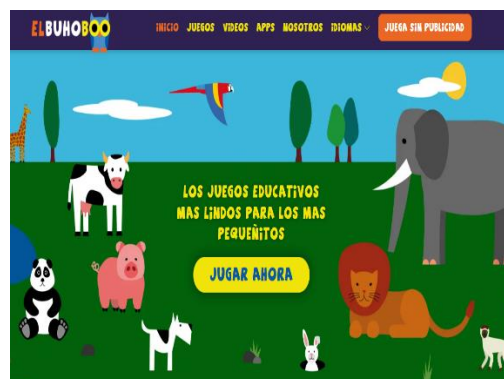 ELBUHOBOO
INICIO JUEGOS VIDEOS APPS NOSOTROS IDIOMAS JUEGA SIN PUBLICIDAD
LOS JUEGOS EDUCATIVOS
MAS LINDOS PARA LOS MAS
PEQUEÑITOS
JUGAR AHORA